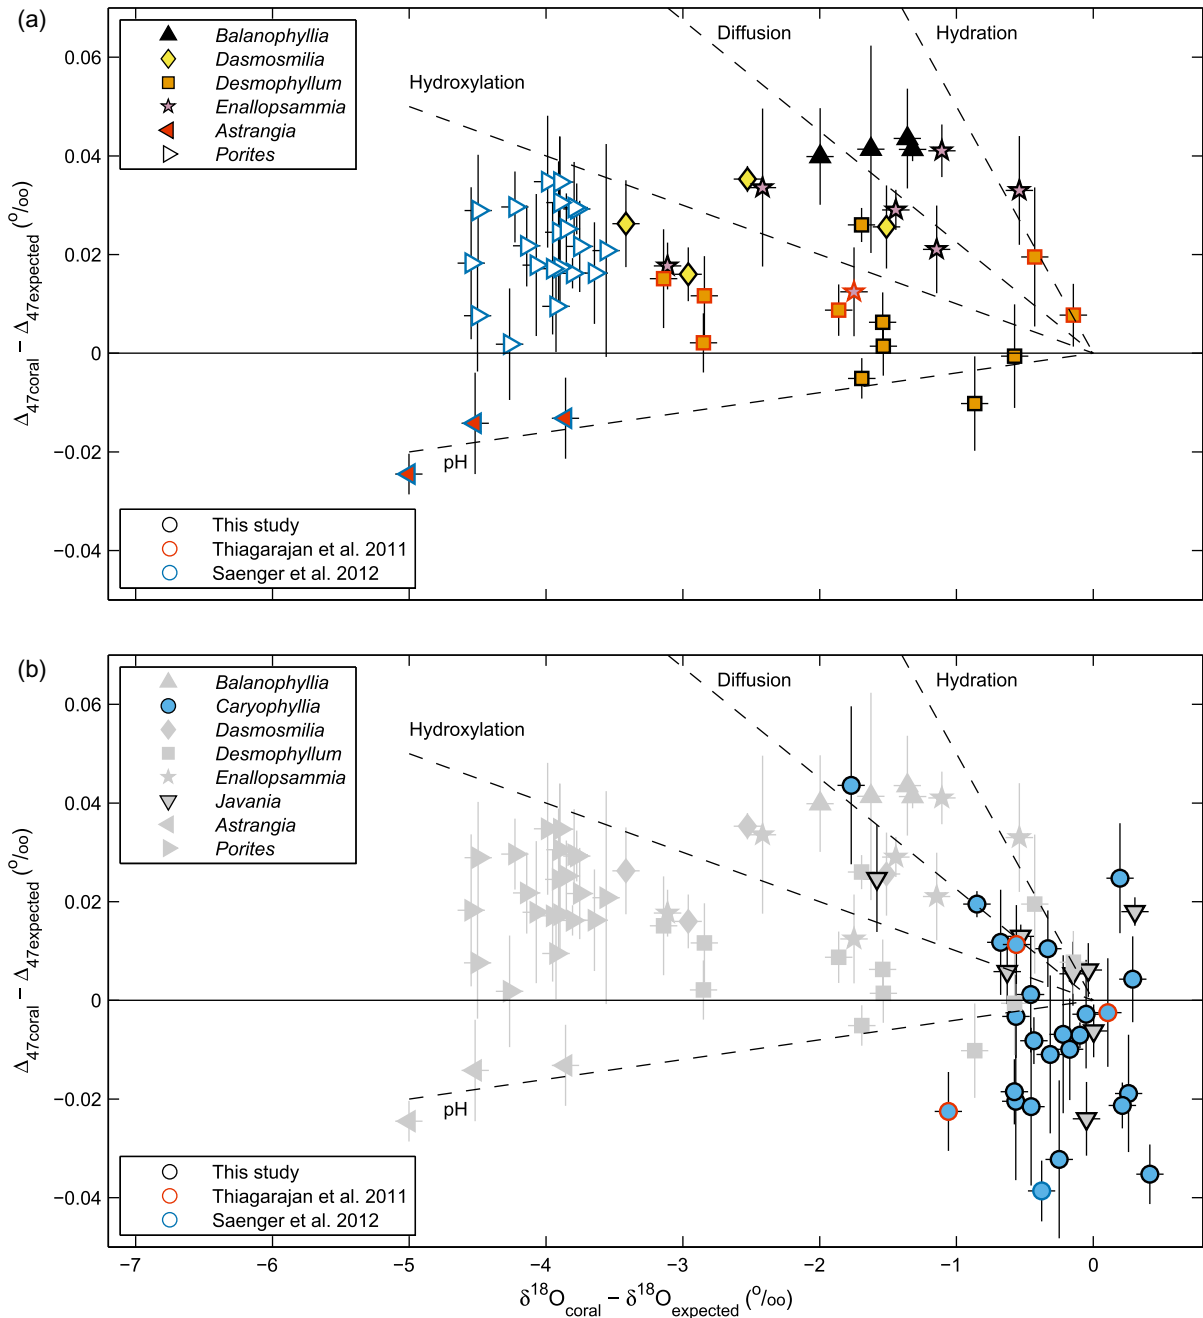 (a)
Balanophyllia
Dasmosmilia
Desmophyllum
Enallopsammia
Astrangia
Porites
Diffusion
Hydration
Hydroxylation
pH
This study
Thiagarajan et al. 2011
Saenger et al. 2012
0.06
0.04
0.02
0
−0.02
−0.04
Δ47coral − Δ47expected (o/oo)
(b)
Balanophyllia
Caryophyllia
Dasmosmilia
Desmophyllum
Enallopsammia
Javania
Astrangia
Porites
Diffusion
Hydration
Hydroxylation
pH
This study
Thiagarajan et al. 2011
Saenger et al. 2012
0.06
0.04
0.02
0
−0.02
−0.04
Δ47coral − Δ47expected (o/oo)
−7 −6 −5 −4 −3 −2 −1 0
δ18Ocoral − δ18Oexpected (o/oo)